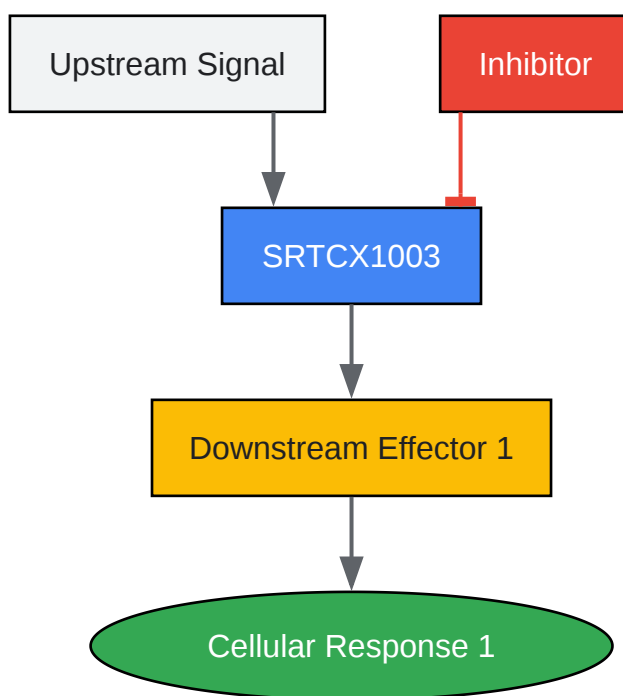 Upstream Signal
Inhibitor
SRTCX1003
Downstream Effector 1
Cellular Response 1